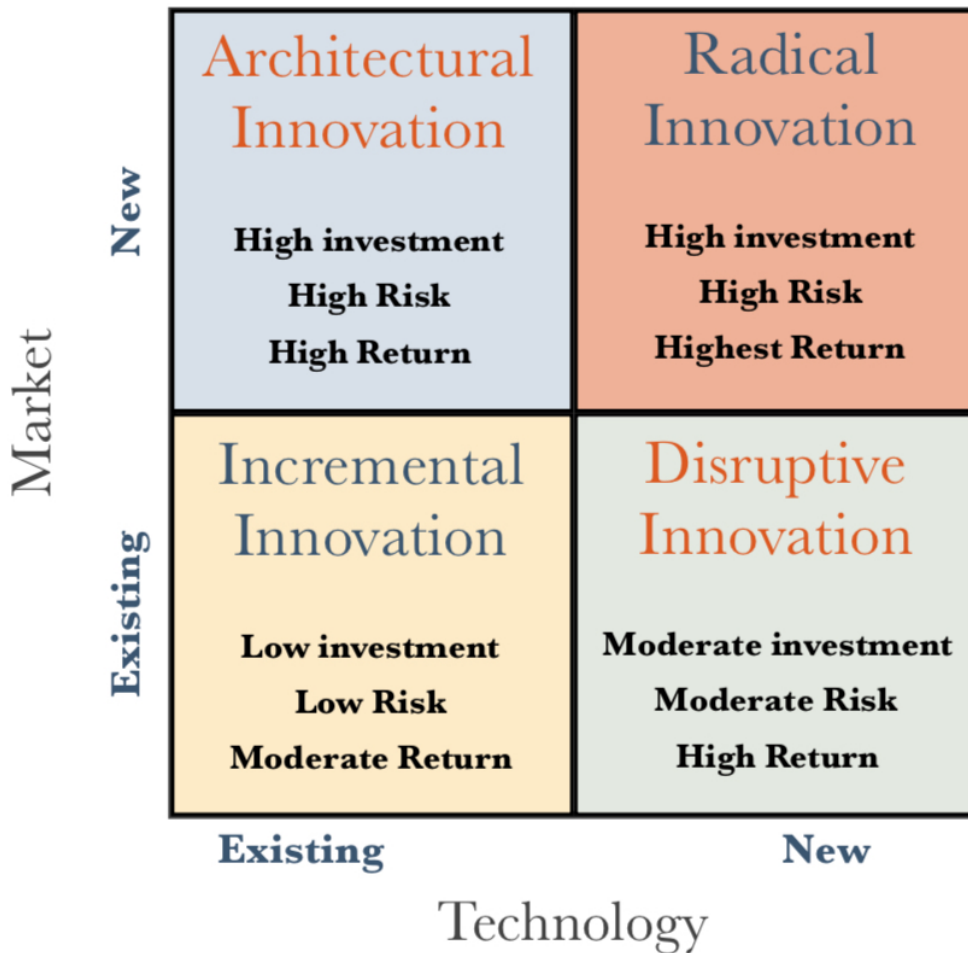 Architectural
Innovation
High investment
High Risk
High Return
Radical
Innovation
High investment
High Risk
Highest Return
New
Market
Incremental
Innovation
Low investment
Low Risk
Moderate Return
Disruptive
Innovation
Moderate investment
Moderate Risk
High Return
Existing
Existing
New
Technology